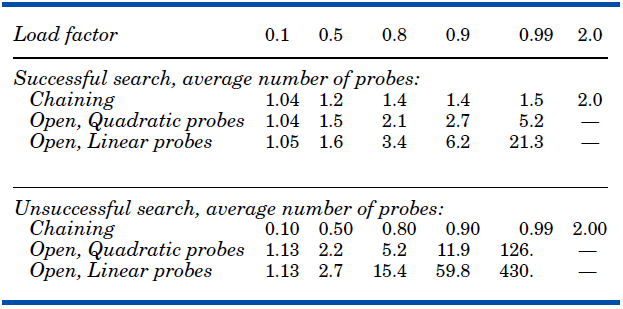 Load factor 0.1 0.5 0.8 0.9 0.99 2.0
Successful search, average number of probes:
Chaining 1.04 1.2 1.4 1.4 1.5 2.0
Open, Quadratic probes 1.04 1.5 2.1 2.7 5.2 —
Open, Linear probes 1.05 1.6 3.4 6.2 21.3 —
Unsuccessful search, average number of probes:
Chaining 0.10 0.50 0.80 0.90 0.99 2.00
Open, Quadratic probes 1.13 2.2 5.2 11.9 126. —
Open, Linear probes 1.13 2.7 15.4 59.8 430. —